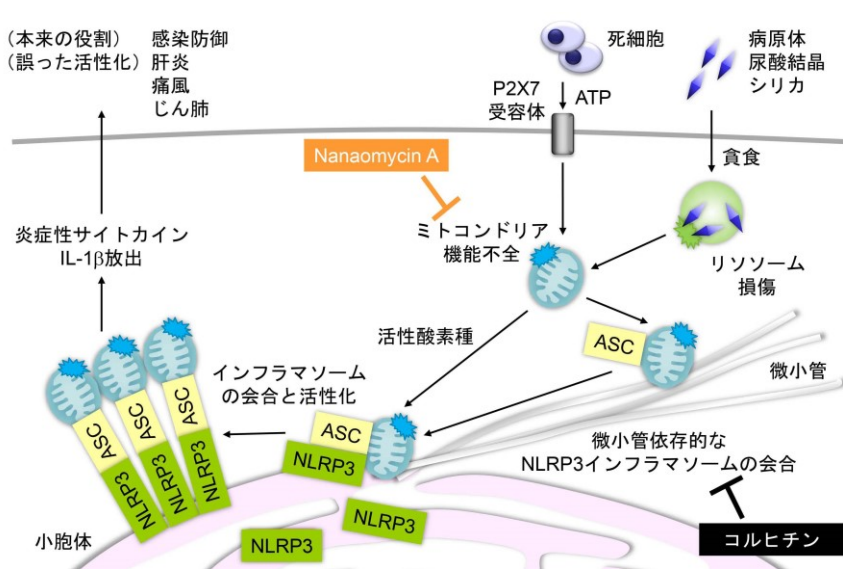 （本来の役割） 感染防御
（誤った活性化） 肝炎
痛風
じん肺
死細胞
病原体
尿酸結晶
シリカ
P2X7
受容体
ATP
Nanaomycin A
貪食
ミトコンドリア
機能不全
リソソーム
損傷
炎症性サイトカイン
IL-1β放出
活性酸素種
ASC
微小管
インフラマソーム
の会合と活性化
ASC
NLRP3
ASC
ASC
ASC
NLRP3
NLRP3
NLRP3
微小管依存的な
NLRP3インフラマソームの会合
NLRP3
NLRP3
小胞体
コルヒチン